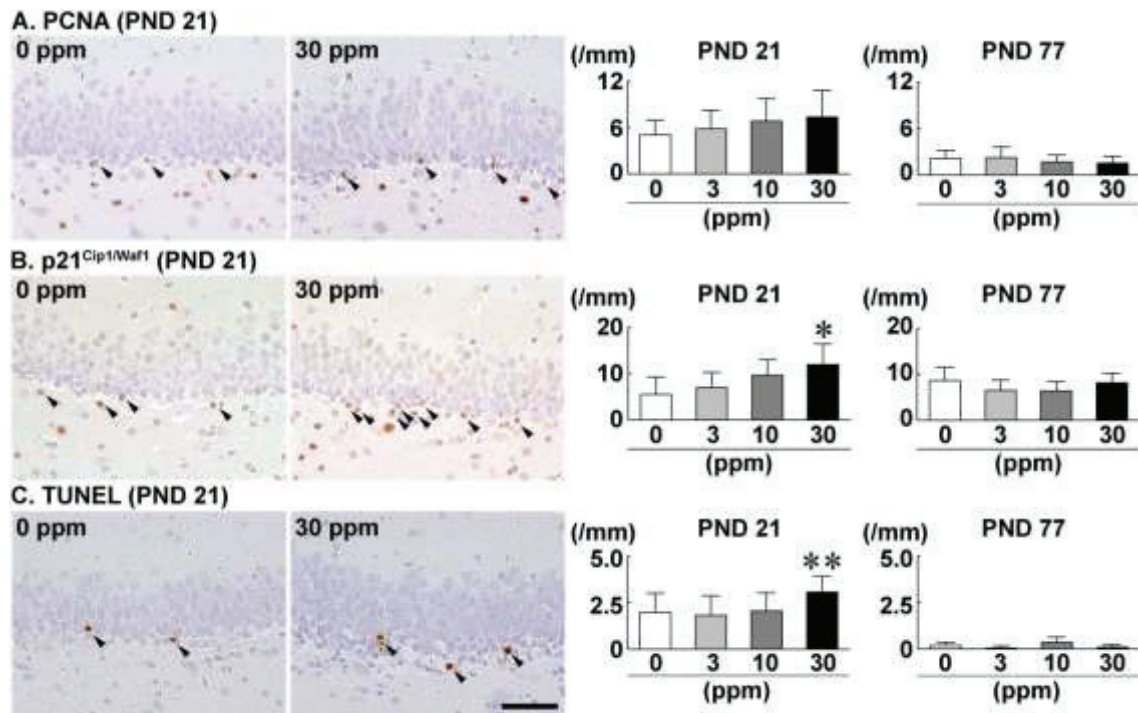 A. PCNA (PND 21)
0 ppm
30 ppm
(/mm)
PND 21
12
6
0
0 3 10 30
(ppm)
(/mm)
PND 77
12
6
0
0 3 10 30
(ppm)
B. p21Cip1/Waf1 (PND 21)
0 ppm
30 ppm
(/mm)
PND 21
20
10
0
*
0 3 10 30
(ppm)
(/mm)
PND 77
20
10
0
0 3 10 30
(ppm)
C. TUNEL (PND 21)
0 ppm
30 ppm
(/mm)
PND 21
5.0
2.5
0
**
0 3 10 30
(ppm)
(/mm)
PND 77
5.0
2.5
0
0 3 10 30
(ppm)